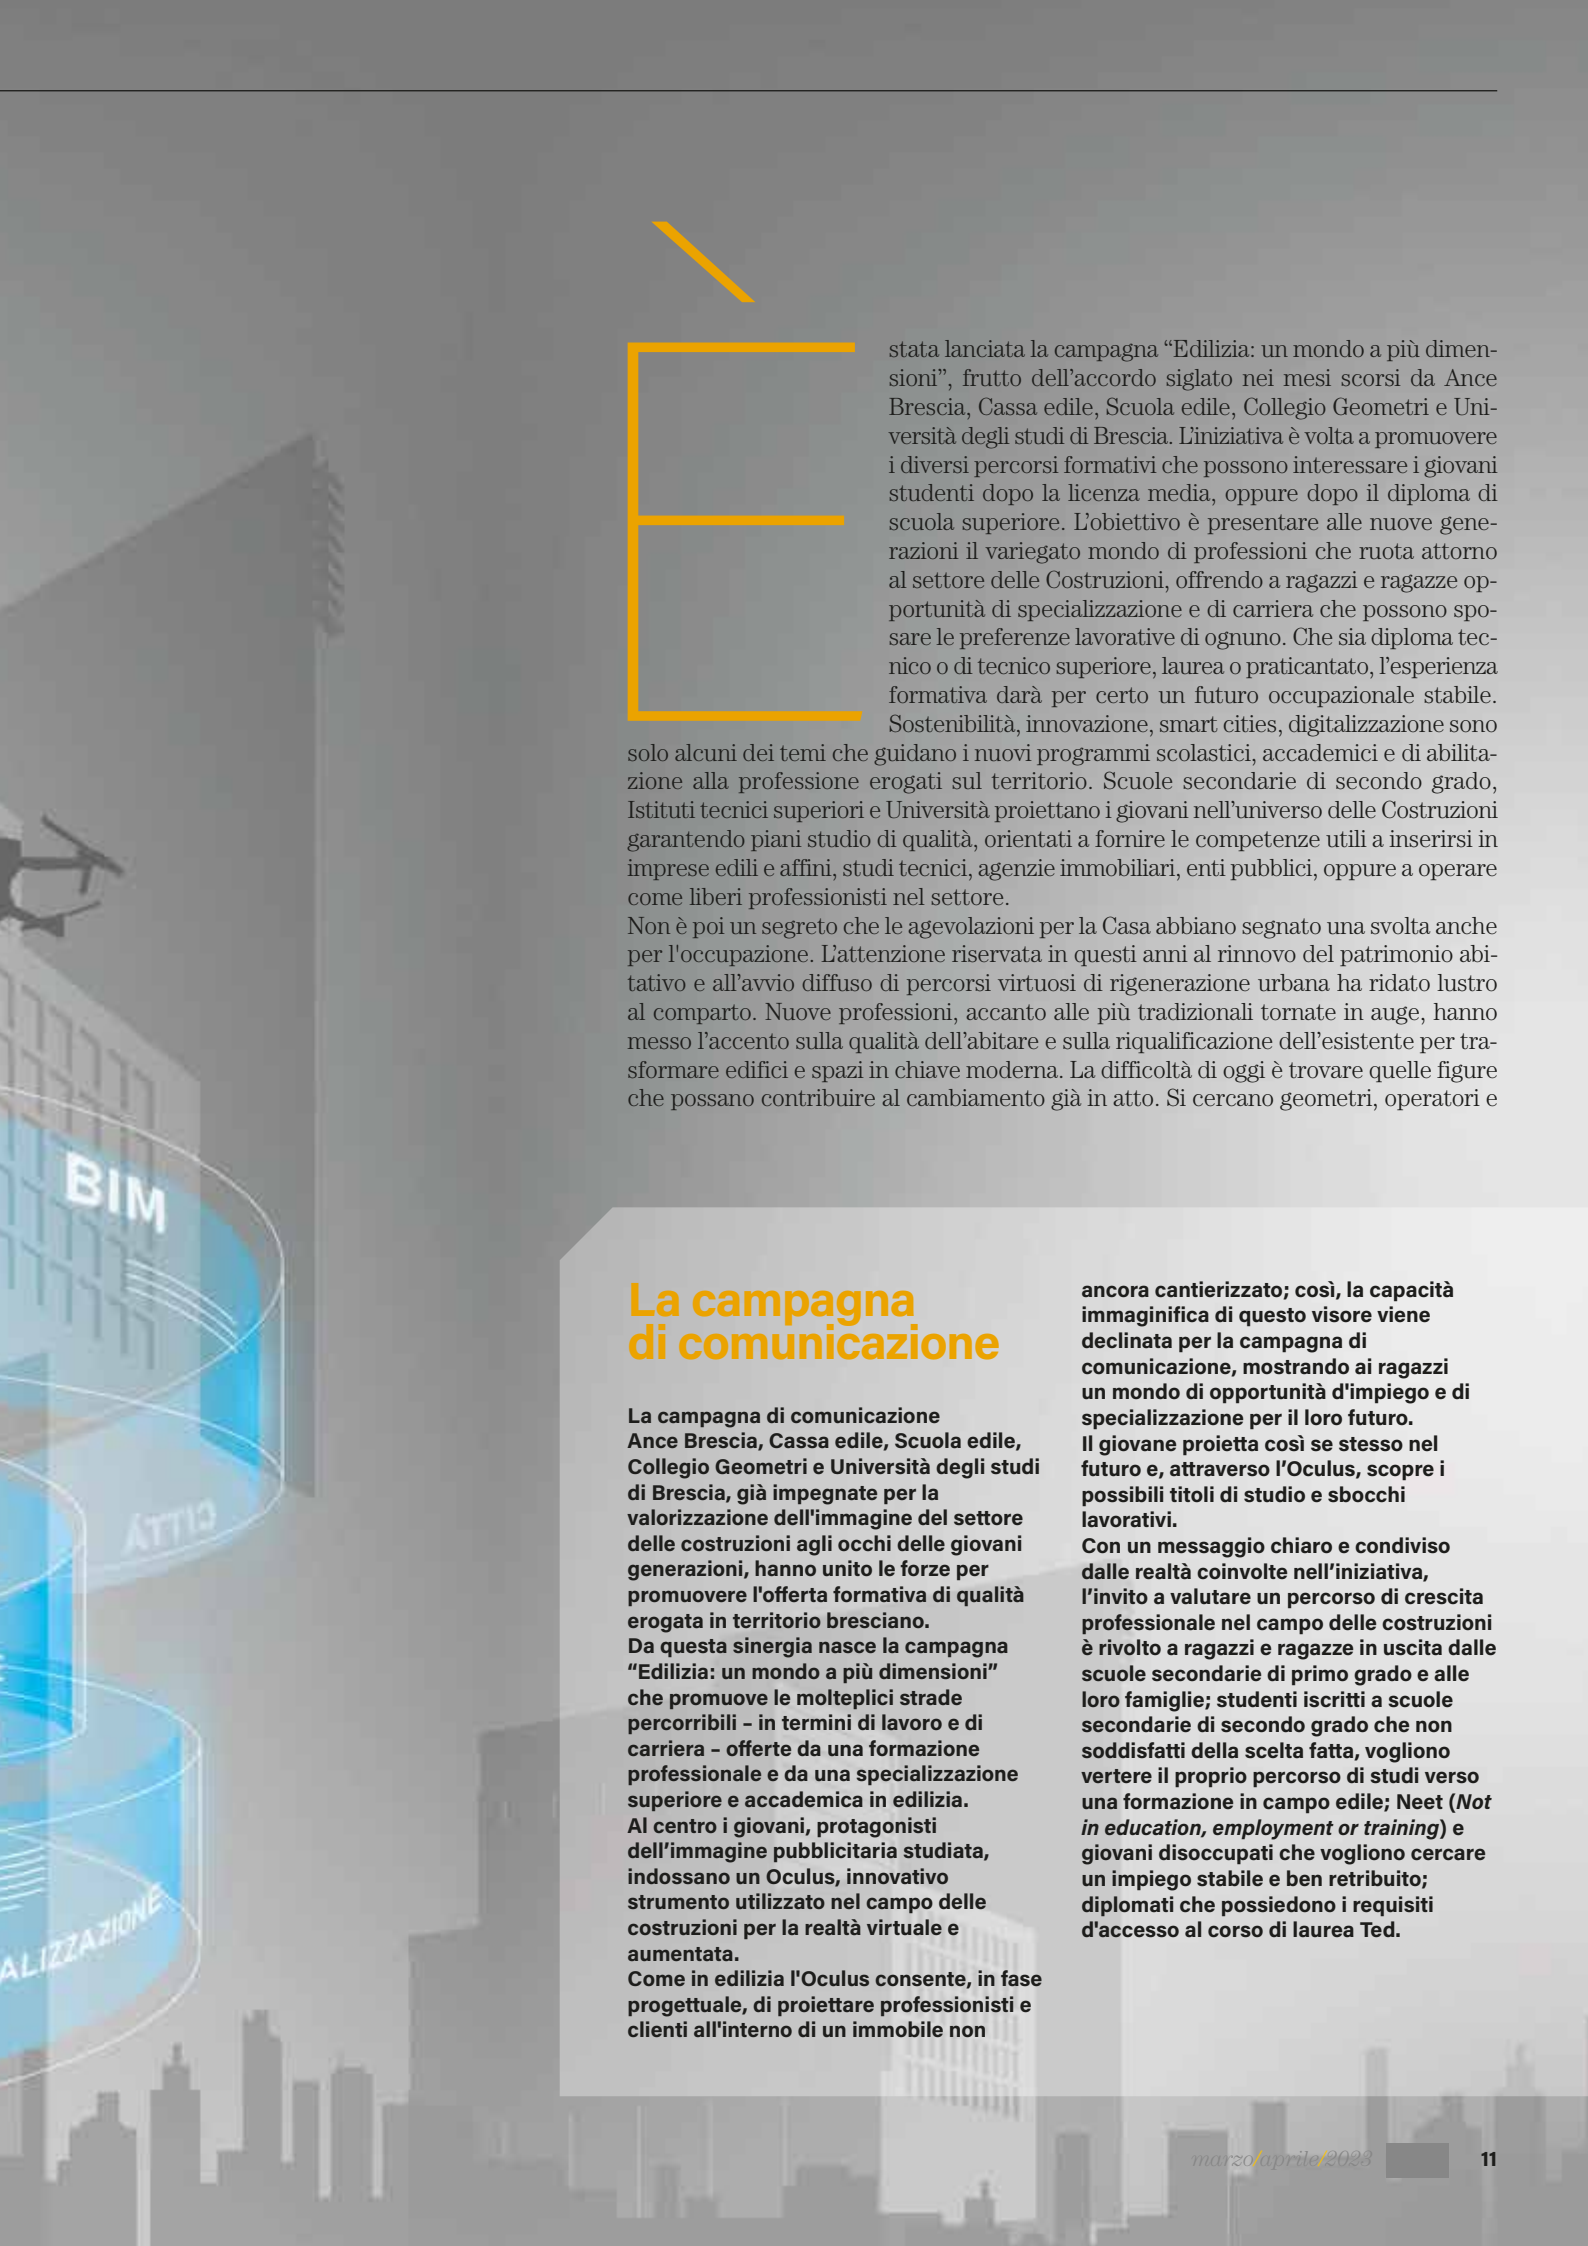 È
stata lanciata la campagna “Edilizia: un mondo a più dimen-
sioni”, frutto dell’accordo siglato nei mesi scorsi da Ance
Brescia, Cassa edile, Scuola edile, Collegio Geometri e Uni-
versità degli studi di Brescia. L’iniziativa è volta a promuovere
i diversi percorsi formativi che possono interessare i giovani
studenti dopo la licenza media, oppure dopo il diploma di
scuola superiore. L’obiettivo è presentare alle nuove gene-
razioni il variegato mondo di professioni che ruota attorno
al settore delle Costruzioni, offrendo a ragazzi e ragazze op-
portunità di specializzazione e di carriera che possono spo-
sare le preferenze lavorative di ognuno. Che sia diploma tec-
nico o di tecnico superiore, laurea o praticantato, l’esperienza
formativa darà per certo un futuro occupazionale stabile.
Sostenibilità, innovazione, smart cities, digitalizzazione sono
solo alcuni dei temi che guidano i nuovi programmi scolastici, accademici e di abilita-
zione alla professione erogati sul territorio. Scuole secondarie di secondo grado,
Istituti tecnici superiori e Università proiettano i giovani nell’universo delle Costruzioni
garantendo piani studio di qualità, orientati a fornire le competenze utili a inserirsi in
imprese edili e affini, studi tecnici, agenzie immobiliari, enti pubblici, oppure a operare
come liberi professionisti nel settore.
Non è poi un segreto che le agevolazioni per la Casa abbiano segnato una svolta anche
per l'occupazione. L’attenzione riservata in questi anni al rinnovo del patrimonio abi-
tativo e all’avvio diffuso di percorsi virtuosi di rigenerazione urbana ha ridato lustro
al comparto. Nuove professioni, accanto alle più tradizionali tornate in auge, hanno
messo l’accento sulla qualità dell’abitare e sulla riqualificazione dell’esistente per tra-
sformare edifici e spazi in chiave moderna. La difficoltà di oggi è trovare quelle figure
che possano contribuire al cambiamento già in atto. Si cercano geometri, operatori e
BIM
CITTÀ
ALIZZAZIONE
La campagna
di comunicazione
La campagna di comunicazione
Ance Brescia, Cassa edile, Scuola edile,
Collegio Geometri e Università degli studi
di Brescia, già impegnate per la
valorizzazione dell'immagine del settore
delle costruzioni agli occhi delle giovani
generazioni, hanno unito le forze per
promuovere l'offerta formativa di qualità
erogata in territorio bresciano.
Da questa sinergia nasce la campagna
“Edilizia: un mondo a più dimensioni”
che promuove le molteplici strade
percorribili – in termini di lavoro e di
carriera – offerte da una formazione
professionale e da una specializzazione
superiore e accademica in edilizia.
Al centro i giovani, protagonisti
dell’immagine pubblicitaria studiata,
indossano un Oculus, innovativo
strumento utilizzato nel campo delle
costruzioni per la realtà virtuale e
aumentata.
Come in edilizia l'Oculus consente, in fase
progettuale, di proiettare professionisti e
clienti all'interno di un immobile non
ancora cantierizzato; così, la capacità
immaginifica di questo visore viene
declinata per la campagna di
comunicazione, mostrando ai ragazzi
un mondo di opportunità d'impiego e di
specializzazione per il loro futuro.
Il giovane proietta così se stesso nel
futuro e, attraverso l’Oculus, scopre i
possibili titoli di studio e sbocchi
lavorativi.
Con un messaggio chiaro e condiviso
dalle realtà coinvolte nell’iniziativa,
l’invito a valutare un percorso di crescita
professionale nel campo delle costruzioni
è rivolto a ragazzi e ragazze in uscita dalle
scuole secondarie di primo grado e alle
loro famiglie; studenti iscritti a scuole
secondarie di secondo grado che non
soddisfatti della scelta fatta, vogliono
vertere il proprio percorso di studi verso
una formazione in campo edile; Neet (Not
in education, employment or training) e
giovani disoccupati che vogliono cercare
un impiego stabile e ben retribuito;
diplomati che possiedono i requisiti
d'accesso al corso di laurea Ted.
marzo/aprile/2023
11